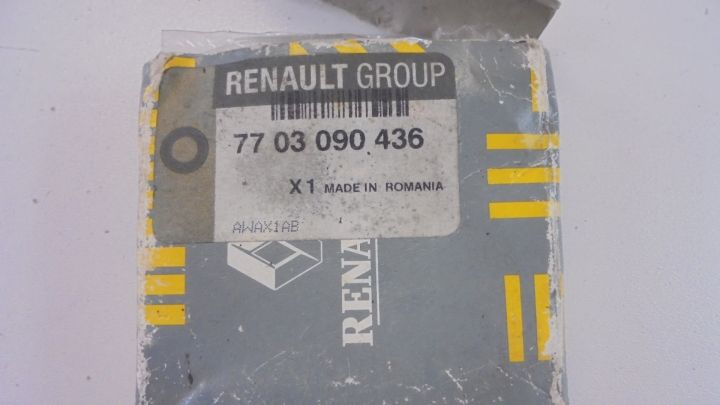 RENAULT GROUP
77 03 090 436
X1 MADE IN ROMANIA
AWAX1AB
RENA